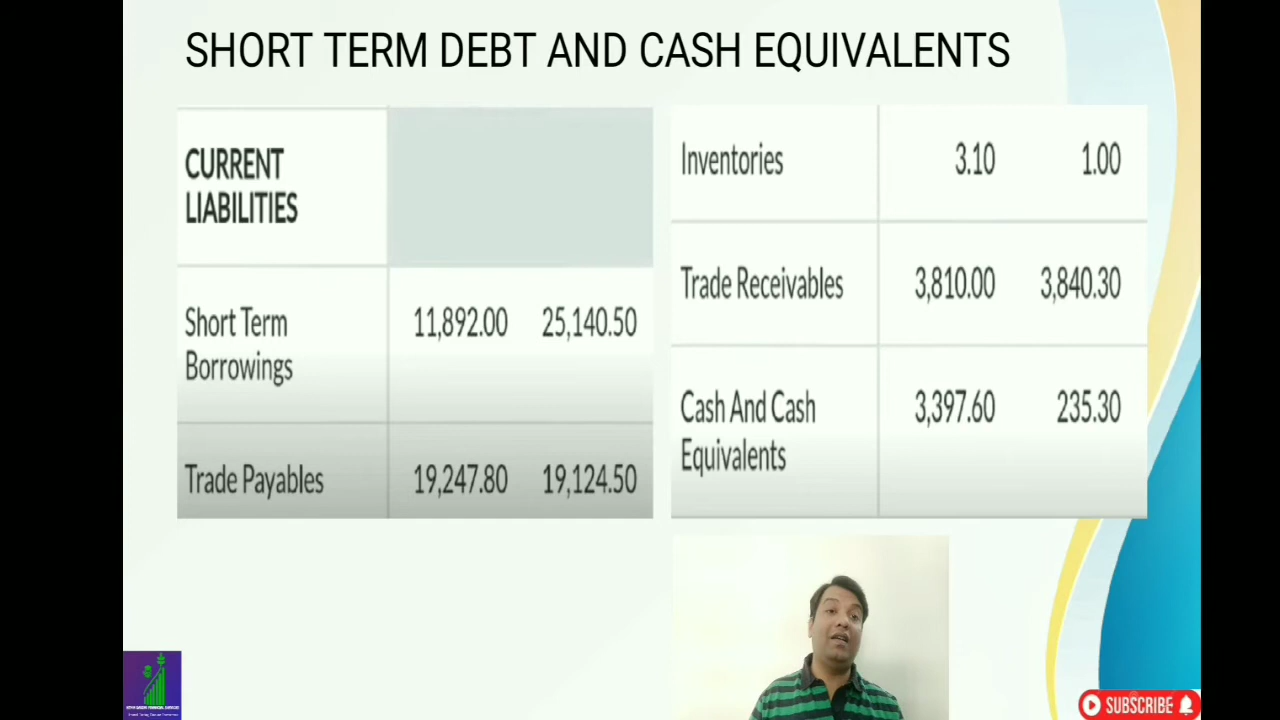 SHORT TERM DEBT AND CASH EQUIVALENTS
CURRENT
LIABILITIES
Short Term 11,892.00 25,140.50
Borrowings
Trade Payables 19,247.80 19,124.50
Inventories 3.10 1.00
Trade Receivables 3,810.00 3,840.30
Cash And Cash 3,397.60 235.30
Equivalents
SUBSCRIBE